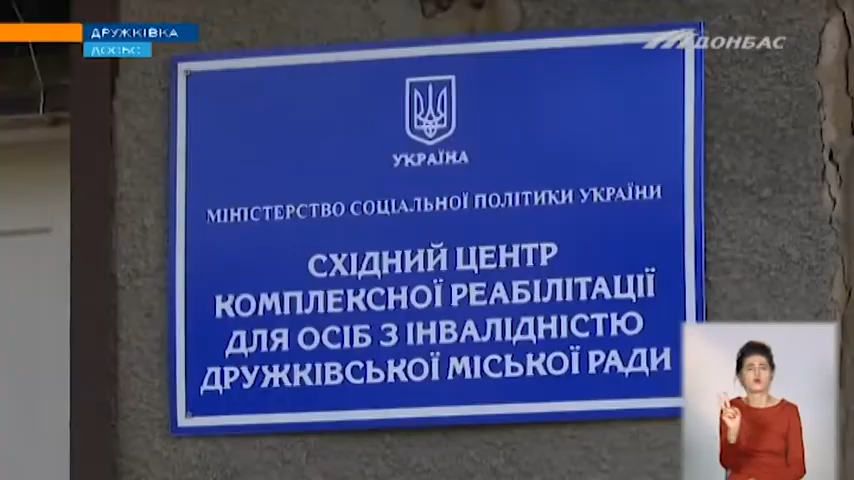 ДРУЖКІВКА
ДОНБАС
УКРАЇНА
МІНІСТЕРСТВО СОЦІАЛЬНОЇ ПОЛІТИКИ УКРАЇНИ
СХІДНИЙ ЦЕНТР
КОМПЛЕКСНОЇ РЕАБІЛІТАЦІЇ
ДЛЯ ОСІБ З ІНВАЛІДНІСТЮ
ДРУЖКІВСЬКОЇ МІСЬКОЇ РАДИ